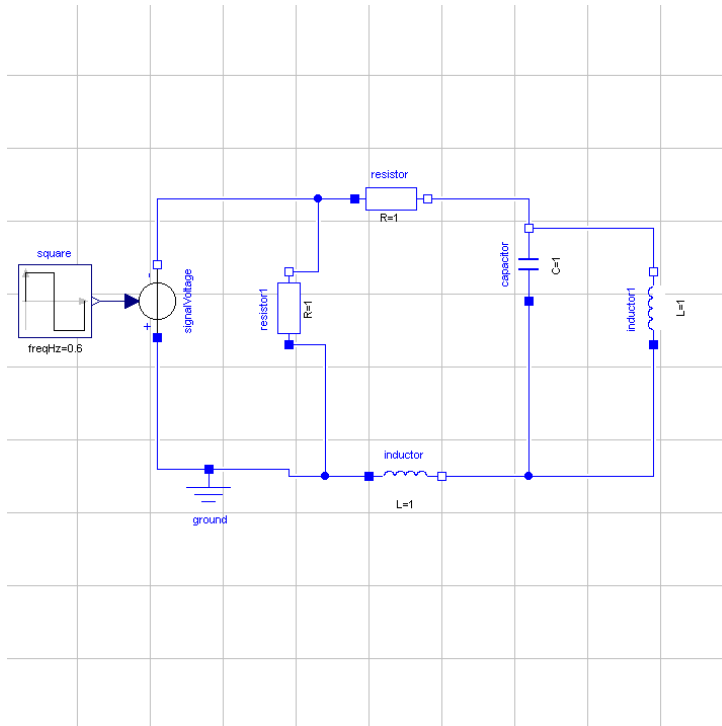 resistor
R=1
square
freqHz=0.6
-
+
signalVoltage
resistor1
R=1
capacitor
C=1
inductor1
L=1
inductor
L=1
ground